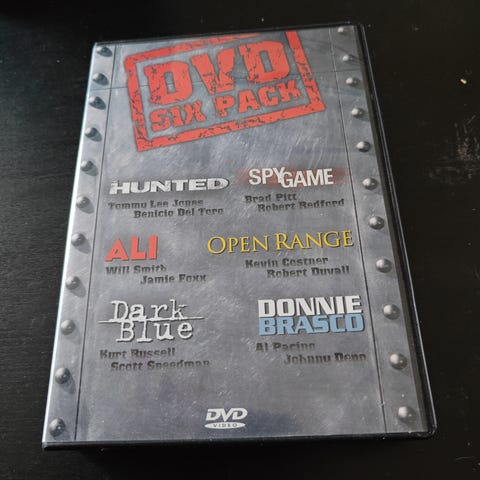 DVD
SIX PACK
THE HUNTED
Tommy Lee Jones
Benicio Del Toro
SPY GAME
Brad Pitt
Robert Redford
ALI
Will Smith
Jamie Foxx
OPEN RANGE
Kevin Costner
Robert Duvall
Dark
Blue
Kurt Russell
Scott Speedman
DONNIE
BRASCO
Al Pacino
Johnny Depp
DVD
VIDEO